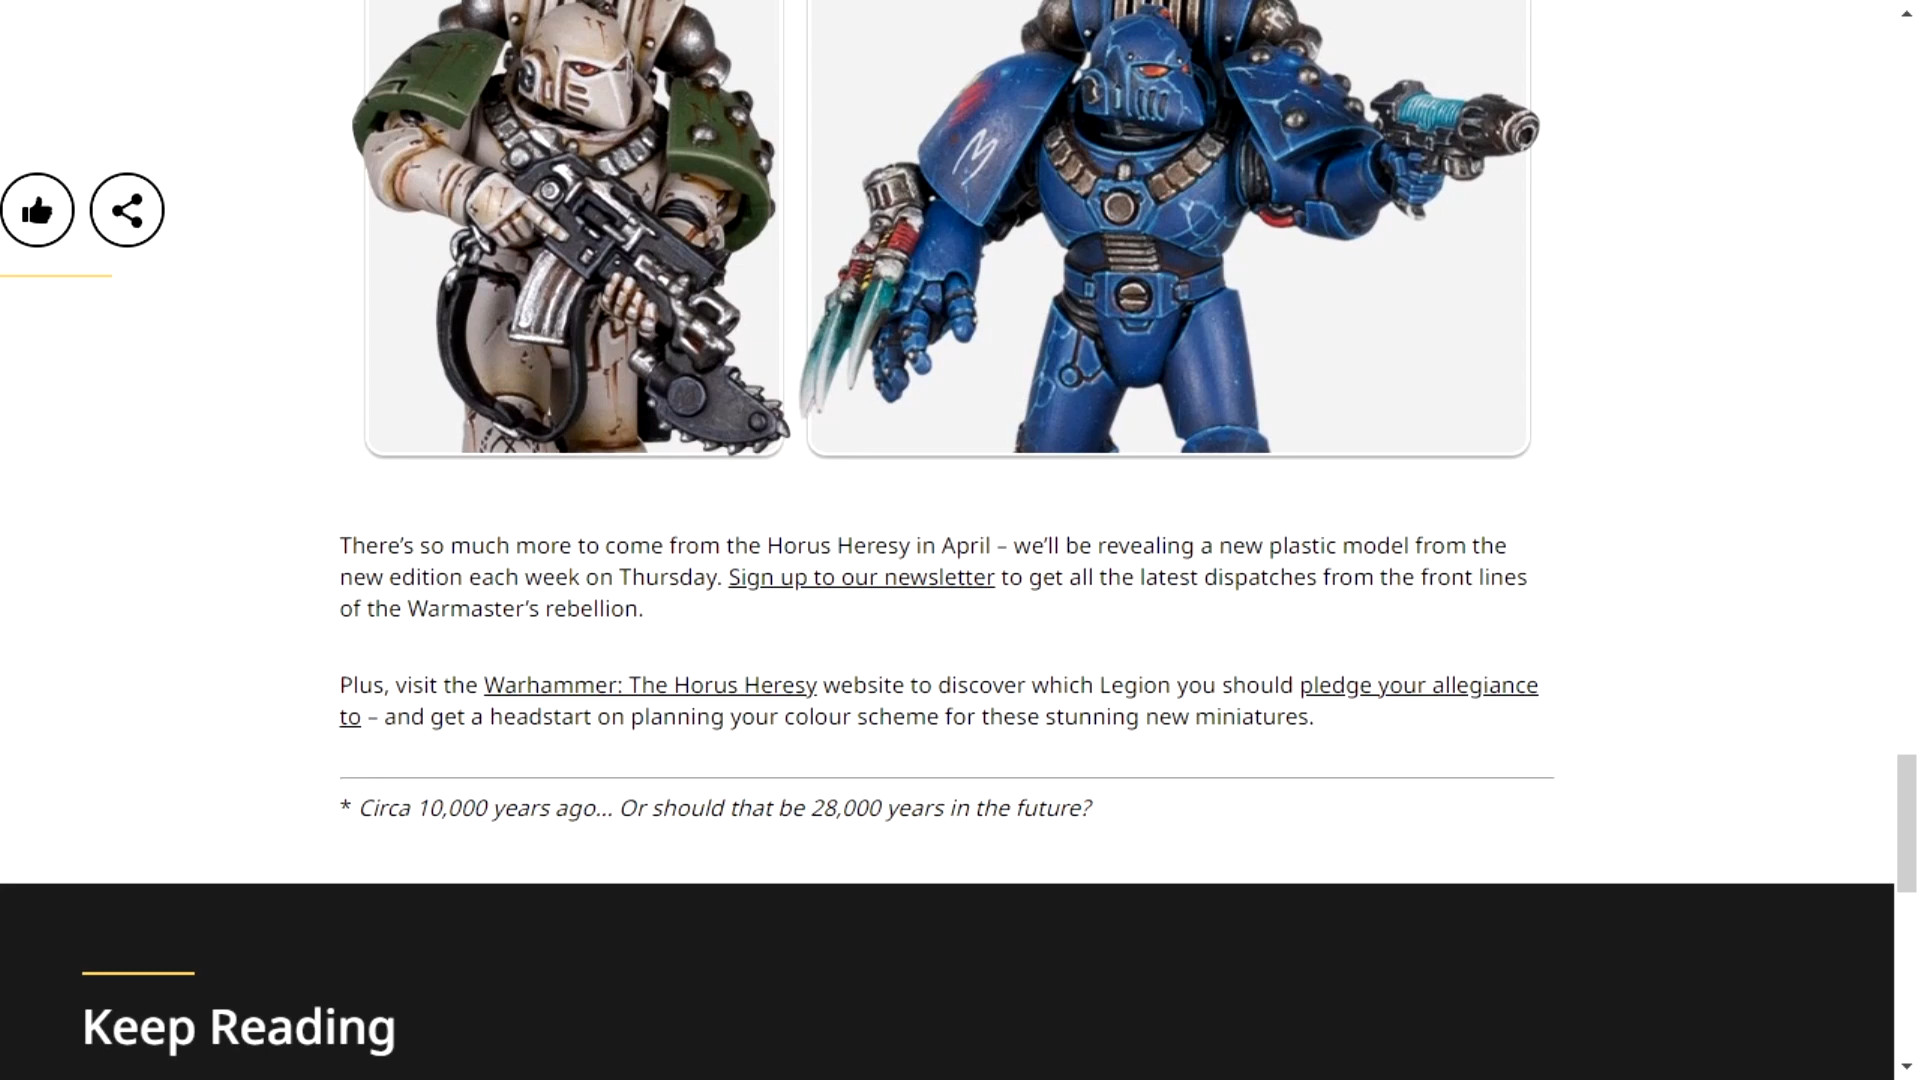 There’s so much more to come from the Horus Heresy in April – we’ll be revealing a new plastic model from the
new edition each week on Thursday. Sign up to our newsletter to get all the latest dispatches from the front lines
of the Warmaster’s rebellion.
Plus, visit the Warhammer: The Horus Heresy website to discover which Legion you should pledge your allegiance
to – and get a headstart on planning your colour scheme for these stunning new miniatures.
* Circa 10,000 years ago... Or should that be 28,000 years in the future?
Keep Reading